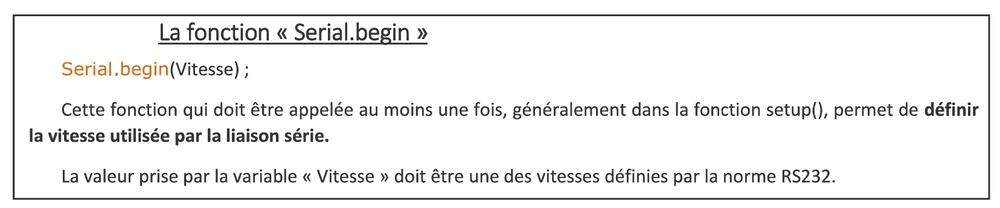 La fonction « Serial.begin »
Serial.begin(Vitesse) ;
Cette fonction qui doit être appelée au moins une fois, généralement dans la fonction setup(), permet de définir
la vitesse utilisée par la liaison série.
La valeur prise par la variable « Vitesse » doit être une des vitesses définies par la norme RS232.